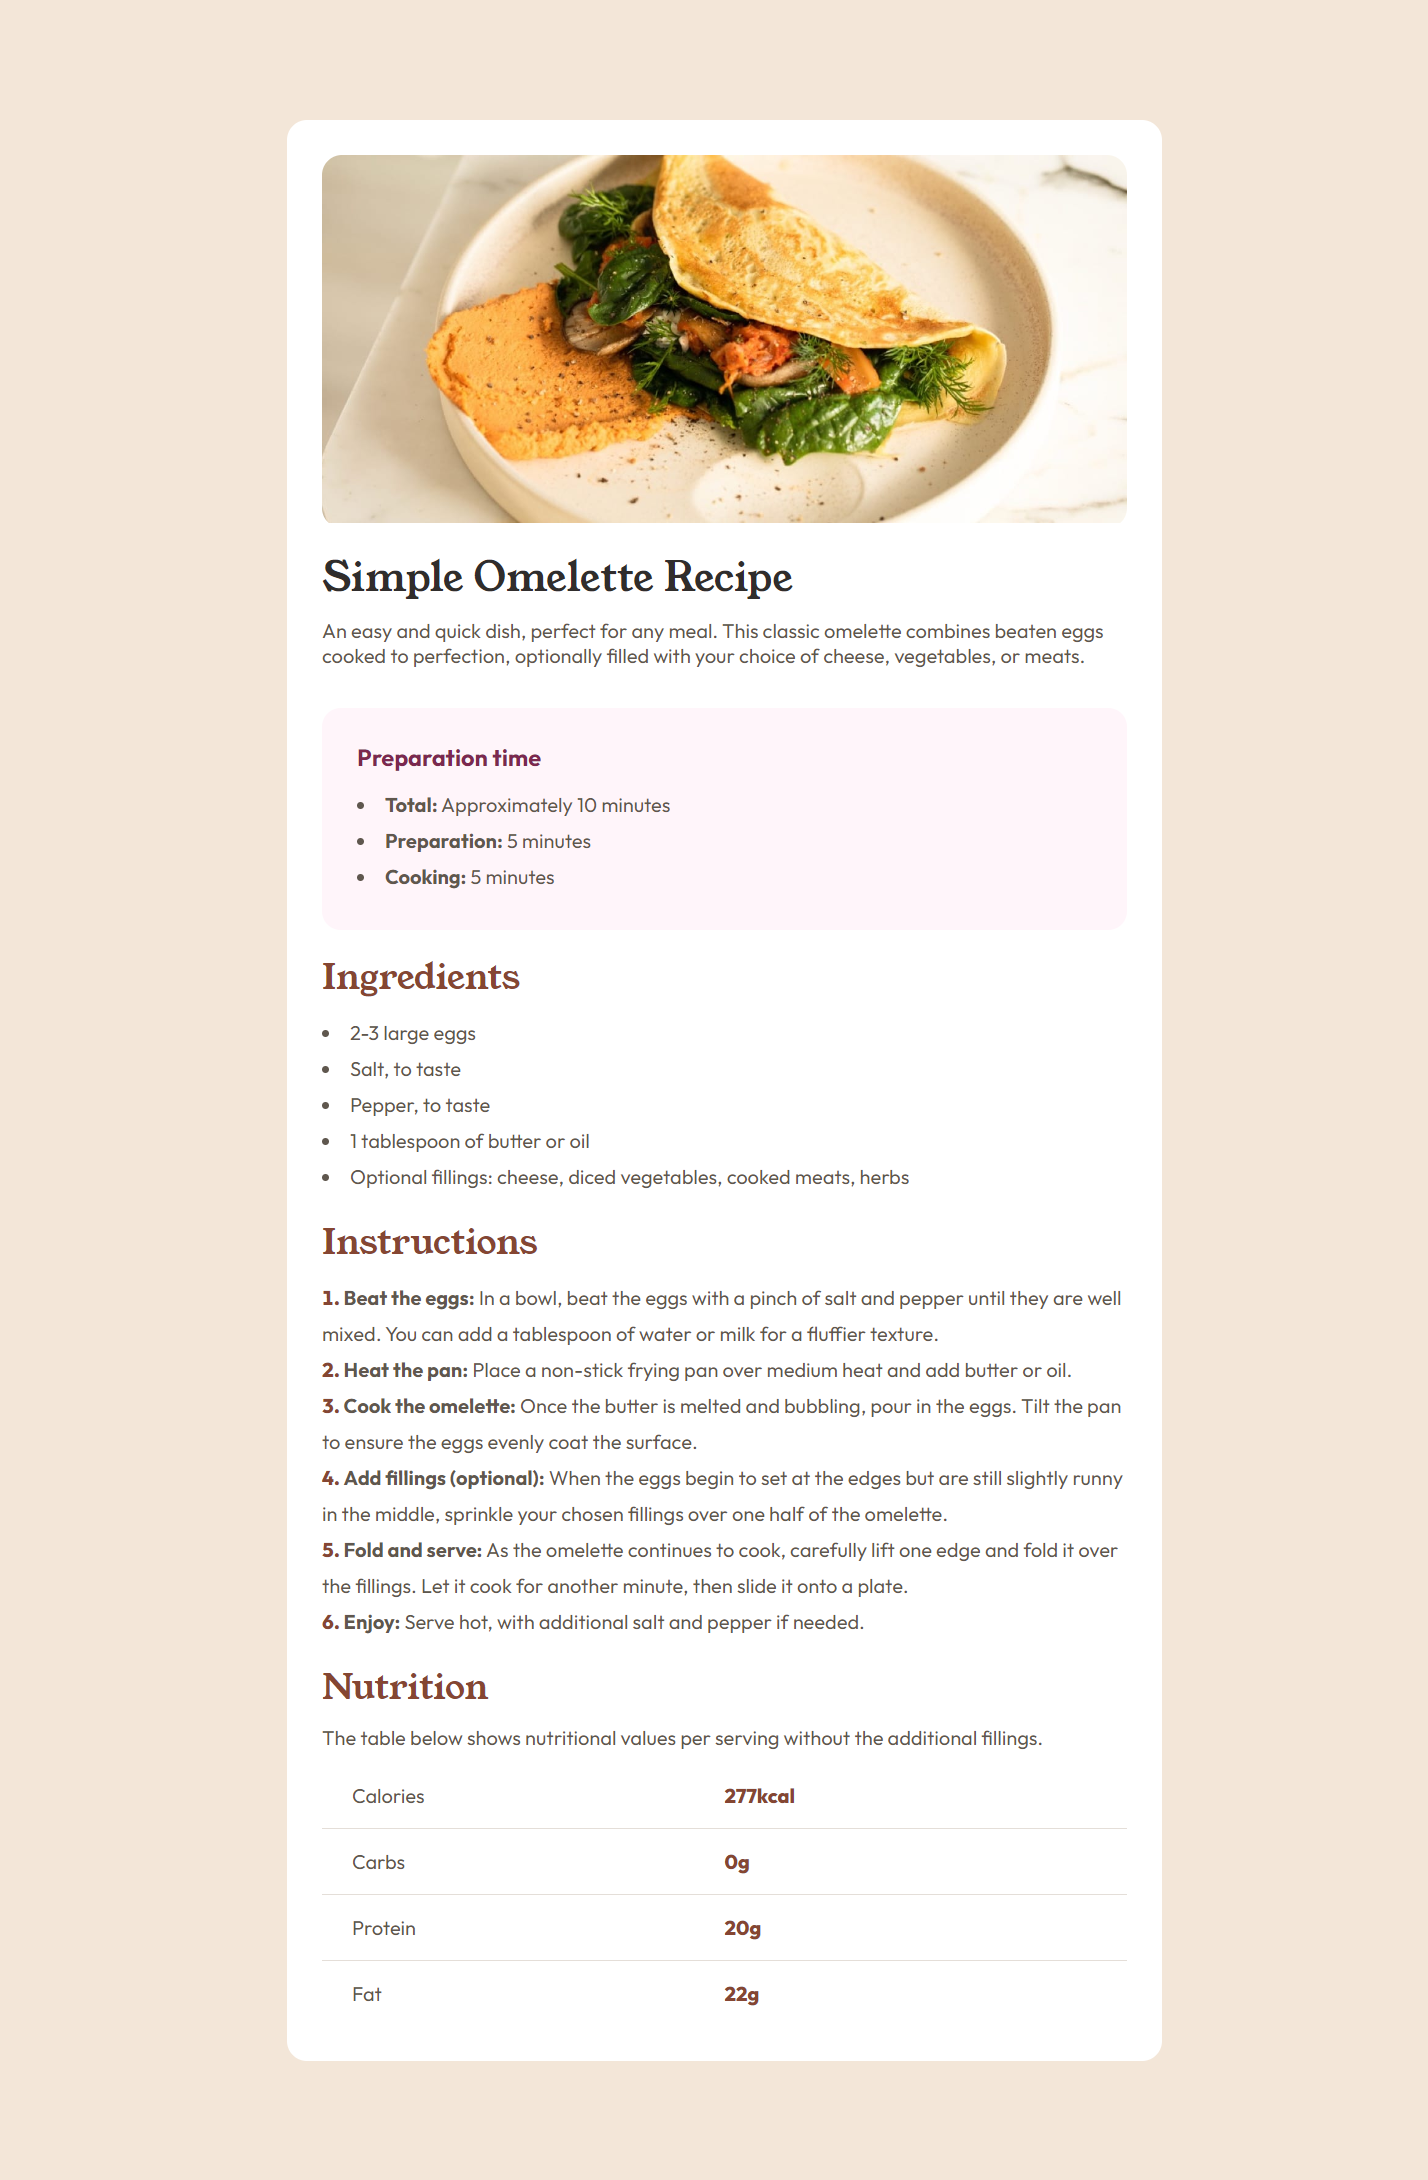 Simple Omelette Recipe
An easy and quick dish, perfect for any meal. This classic omelette combines beaten eggs
cooked to perfection, optionally filled with your choice of cheese, vegetables, or meats.
Preparation time
• Total: Approximately 10 minutes
• Preparation: 5 minutes
• Cooking: 5 minutes
Ingredients
• 2-3 large eggs
• Salt, to taste
• Pepper, to taste
• 1 tablespoon of butter or oil
• Optional fillings: cheese, diced vegetables, cooked meats, herbs
Instructions
1. Beat the eggs: In a bowl, beat the eggs with a pinch of salt and pepper until they are well
mixed. You can add a tablespoon of water or milk for a fluffier texture.
2. Heat the pan: Place a non-stick frying pan over medium heat and add butter or oil.
3. Cook the omelette: Once the butter is melted and bubbling, pour in the eggs. Tilt the pan
to ensure the eggs evenly coat the surface.
4. Add fillings (optional): When the eggs begin to set at the edges but are still slightly runny
in the middle, sprinkle your chosen fillings over one half of the omelette.
5. Fold and serve: As the omelette continues to cook, carefully lift one edge and fold it over
the fillings. Let it cook for another minute, then slide it onto a plate.
6. Enjoy: Serve hot, with additional salt and pepper if needed.
Nutrition
The table below shows nutritional values per serving without the additional fillings.
Calories 277kcal
Carbs 0g
Protein 20g
Fat 22g